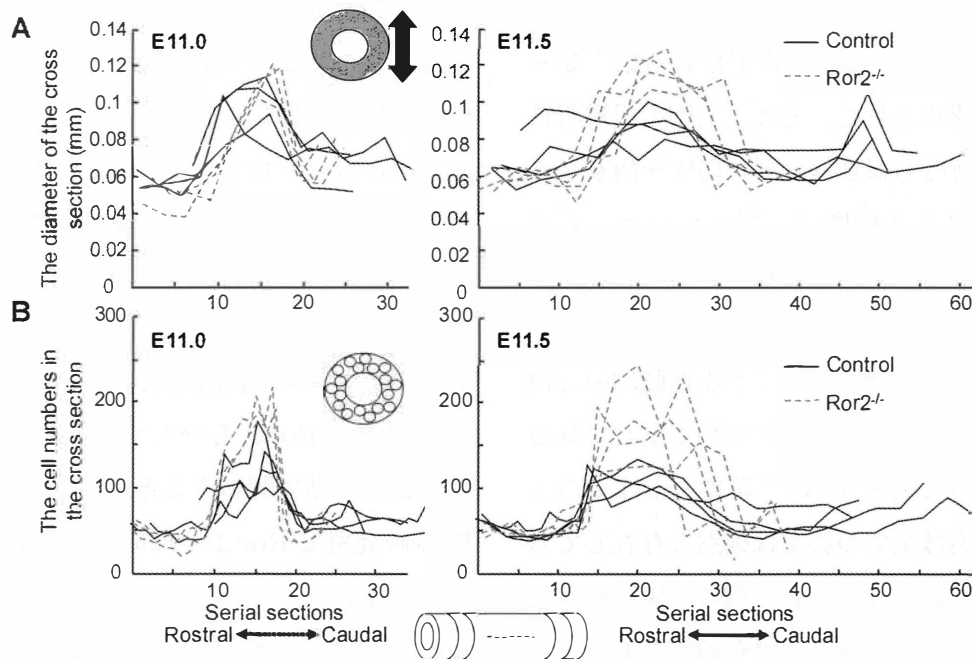 A
E11.0
E11.5
Control
Ror2-/-
The diameter of the cross
section (mm)
0.14
0.12
0.1
0.08
0.06
0.04
0.02
0
10
20
30
0.14
0.12
0.1
0.08
0.06
0.04
0.02
0
10
20
30
40
50
60
B
E11.0
E11.5
Control
Ror2-/-
The cell numbers in
the cross section
300
200
100
0
10
20
30
300
200
100
0
10
20
30
40
50
60
Serial sections
Rostral
Caudal
Serial sections
Rostral
Caudal